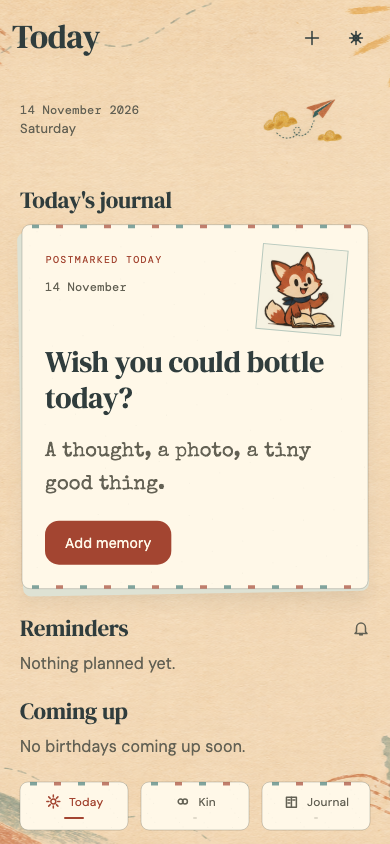 Today
14 November 2026
Saturday
Today's journal
POSTMARKED TODAY
14 November
Wish you could bottle
today?
A thought, a photo, a tiny
good thing.
Add memory
Reminders
Nothing planned yet.
Coming up
No birthdays coming up soon.
Today
Kin
Journal